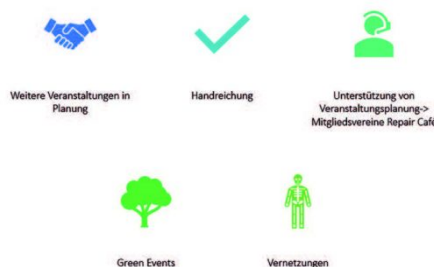 Weitere Veranstaltungen in
Planung
Handreichung
Unterstützung von
Veranstaltungsplanung->
Mitgliedsvereine Repair Café
Green Events
Vernetzungen